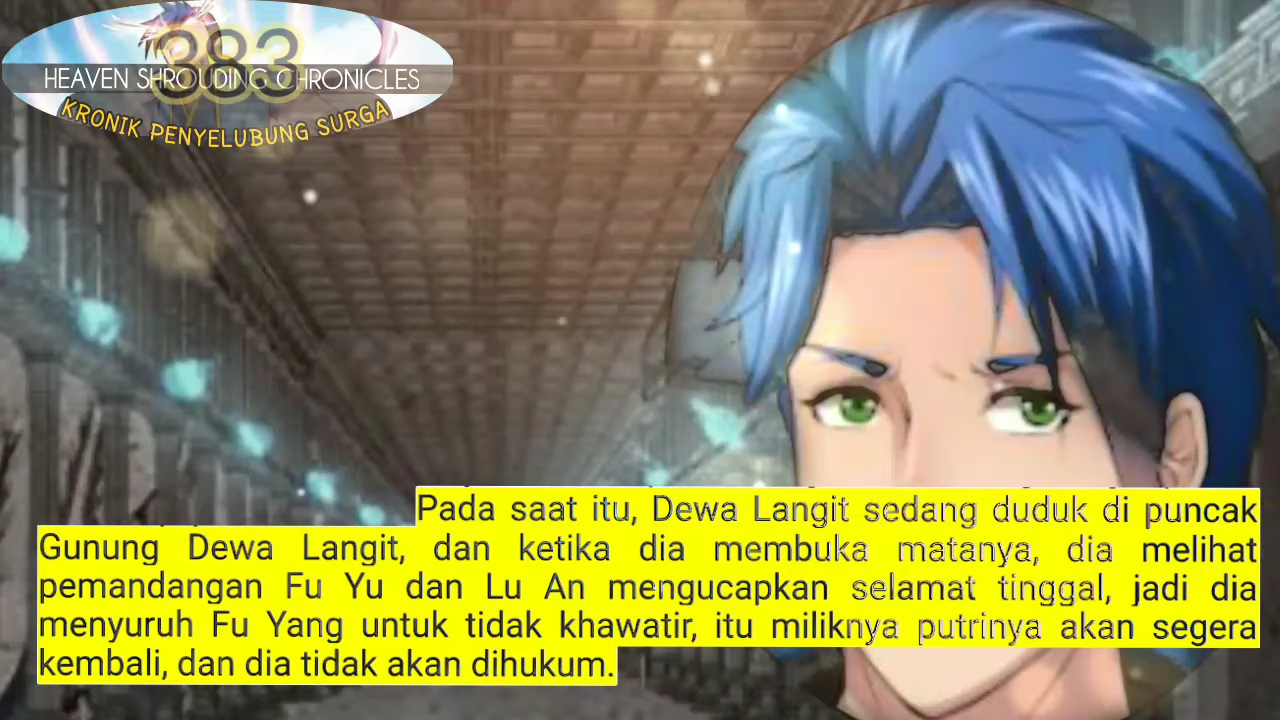 383
HEAVEN SHROUDING CHRONICLES
KRONIK PENYELUBUNG SURGA
Pada saat itu, Dewa Langit sedang duduk di puncak
Gunung Dewa Langit, dan ketika dia membuka matanya, dia melihat
pemandangan Fu Yu dan Lu An mengucapkan selamat tinggal, jadi dia
menyuruh Fu Yang untuk tidak khawatir, itu miliknya putrinya akan segera
kembali, dan dia tidak akan dihukum.